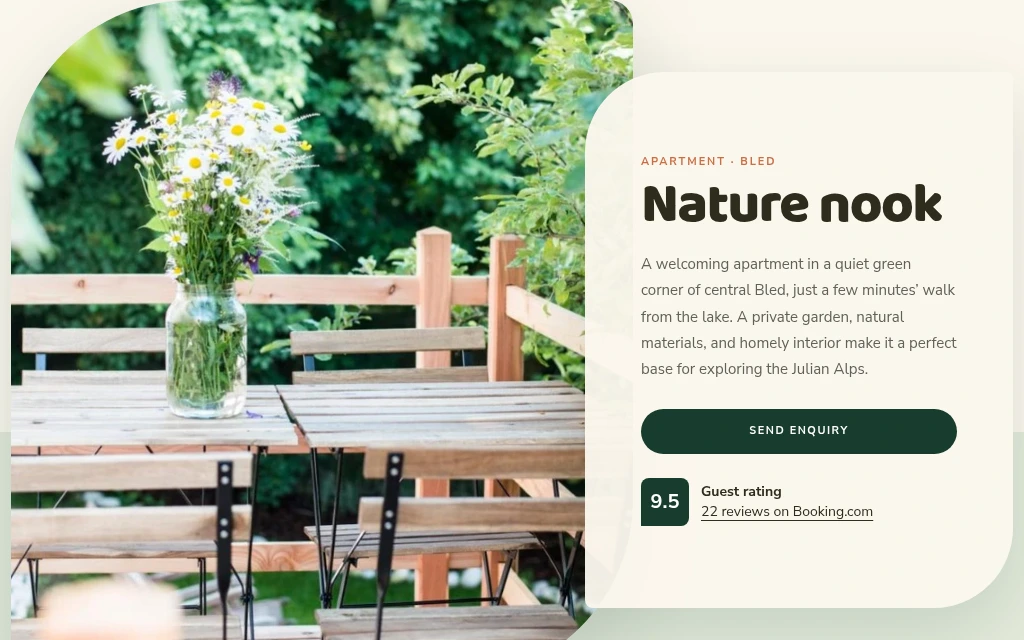 APARTMENT · BLED
Nature nook
A welcoming apartment in a quiet green
corner of central Bled, just a few minutes’ walk
from the lake. A private garden, natural
materials, and homely interior make it a perfect
base for exploring the Julian Alps.
SEND ENQUIRY
9.5
Guest rating
22 reviews on Booking.com